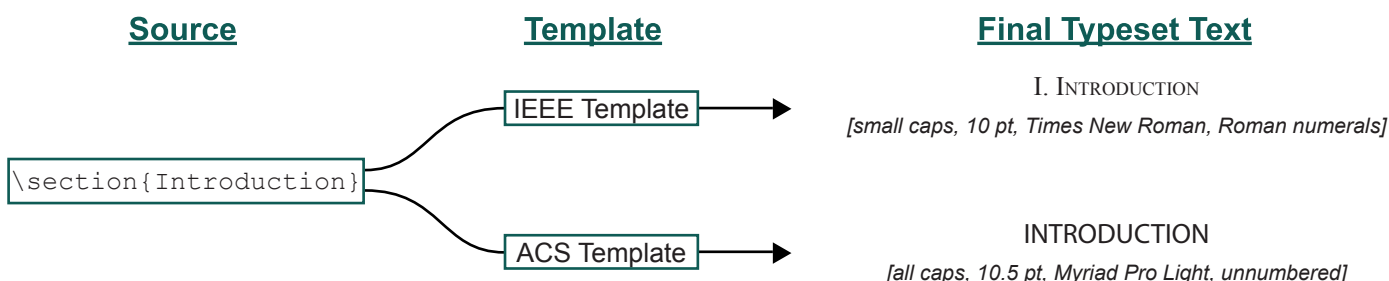 Source
Template
Final Typeset Text
\section{Introduction}
IEEE Template
I. Introduction
[small caps, 10 pt, Times New Roman, Roman numerals]
ACS Template
INTRODUCTION
[all caps, 10.5 pt, Myriad Pro Light, unnumbered]